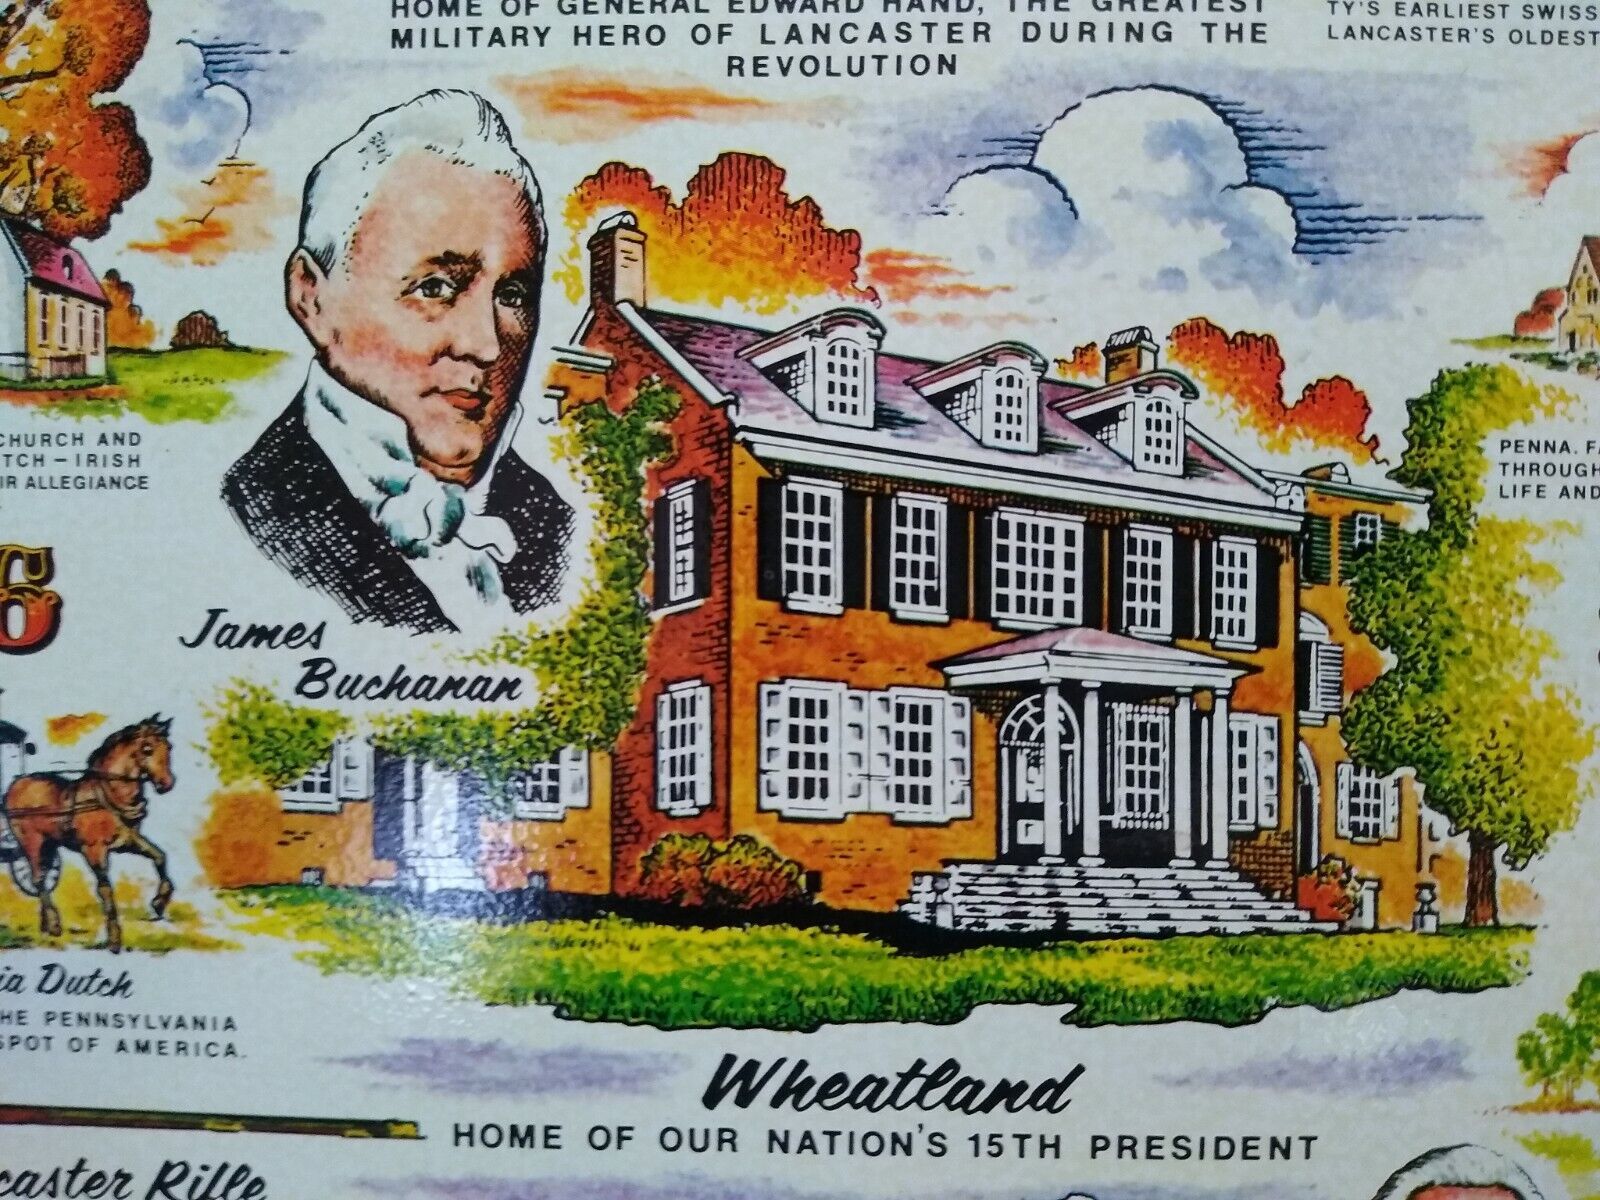 HOME OF GENERAL EDWARD HAND, THE GREATEST
MILITARY HERO OF LANCASTER DURING THE
REVOLUTION
TY'S EARLIEST SWISS
LANCASTER'S OLDEST
CHURCH AND
TCH – IRISH
IR ALLEGIANCE
PENNA. FA
THROUGH
LIFE AND
6
James
Buchanan
ia Dutch
HE PENNSYLVANIA
SPOT OF AMERICA.
Wheatland
HOME OF OUR NATION'S 15TH PRESIDENT
caster Rifle